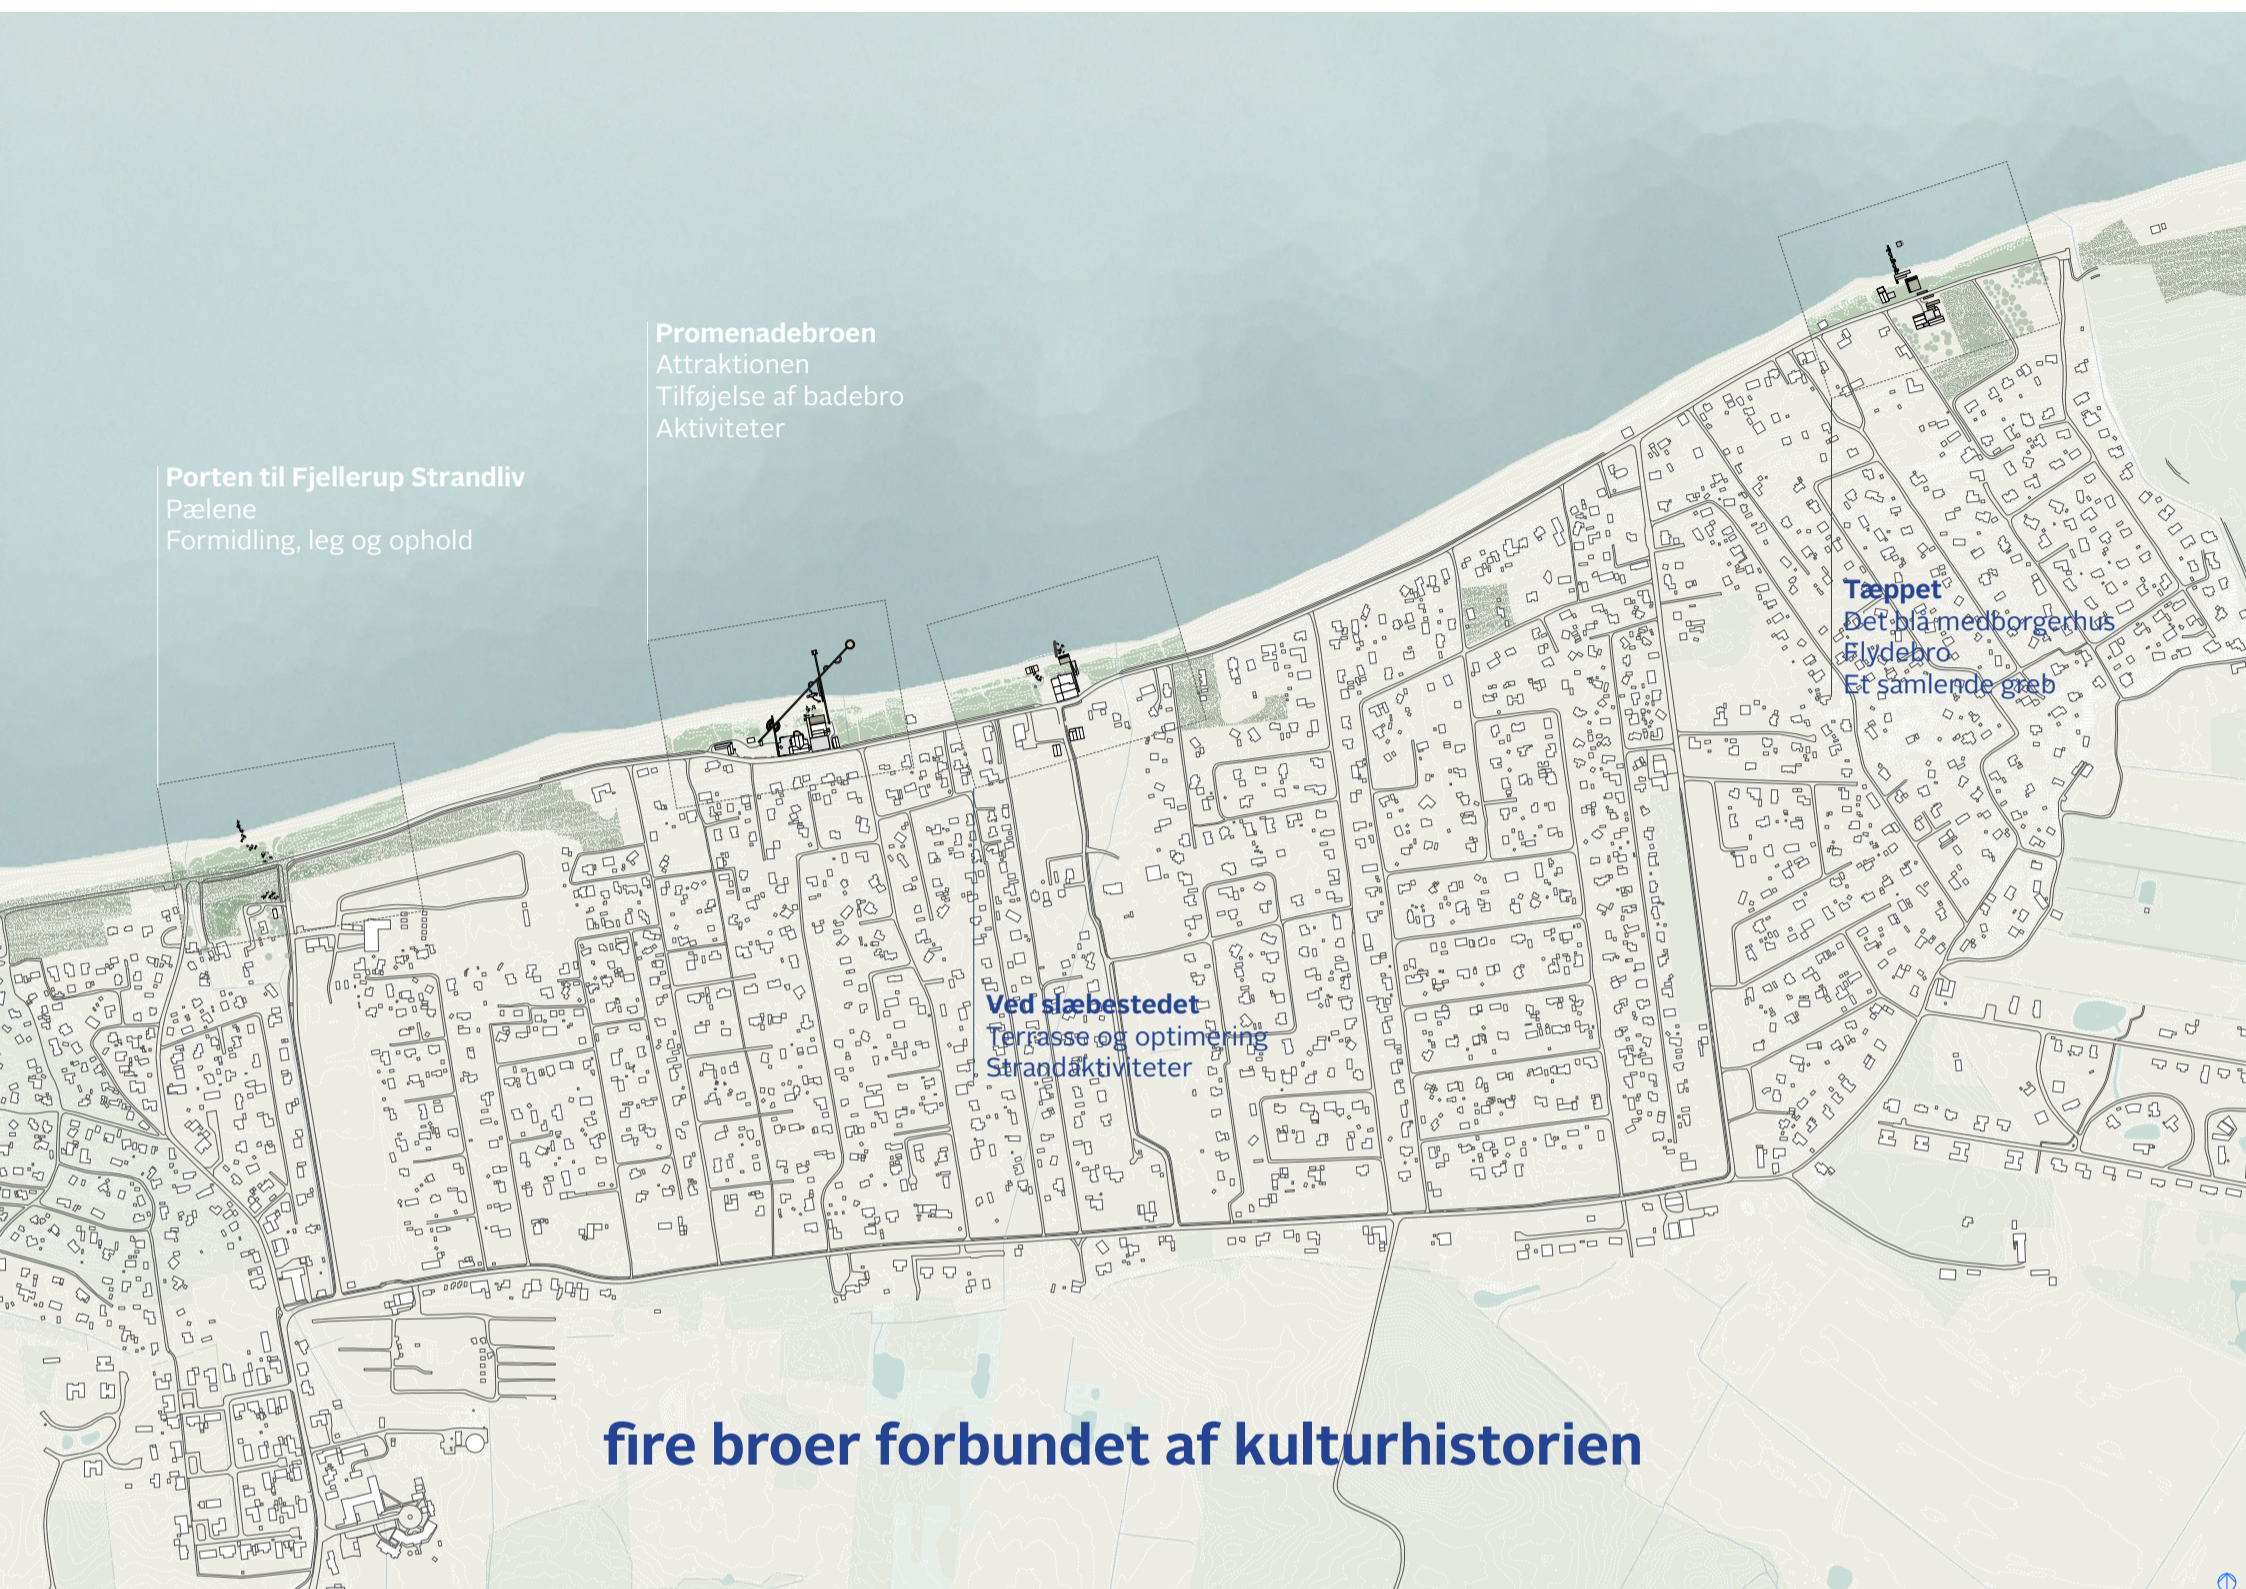 Promenadebroen
Attraktionen
Tilføjelse af badebro
Aktiviteter
Porten til Fjellerup Strandliv
Pælene
Formidling, leg og ophold
Tæppet
Det blå medborgerhus
Flydebro
Et samlende greb
Ved slæbestedet
Terrasse og optimering
Strandaktiviteter
fire broer forbundet af kulturhistorien